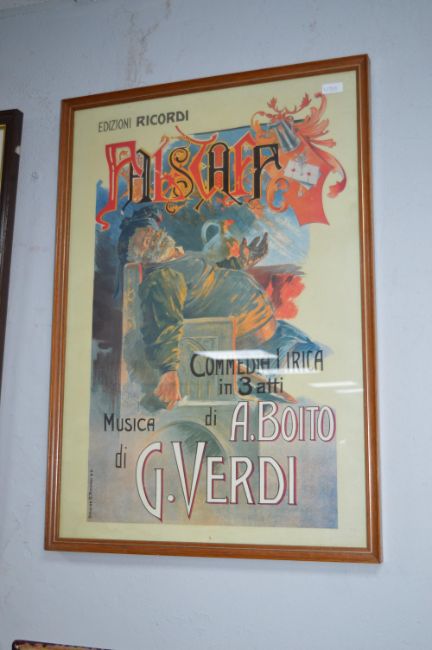 EDIZIONI RICORDI
FALSTAFF
COMMEDIA LIRICA
in 3 atti
MUSICA di A. BOITO
di G. VERDI